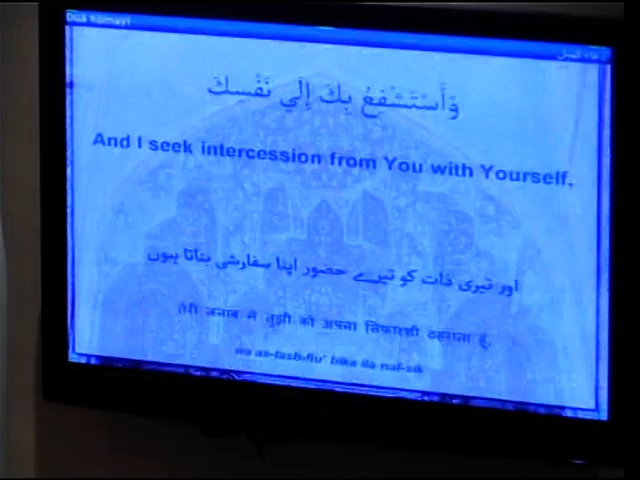 Dua Kumayl
وَأَسْتَشْفِعُ بِكَ إِلَي نَفْسِكَ
And I seek intercession from You with Yourself,
اور تیری ذات کو تیرے حضور اپنا سفارشی بناتا ہوں
तेरी जनाब में तुझी को अपना सिफारशी ठहराता हूं,
wa as-tash-fiu' bika ila naf-sik